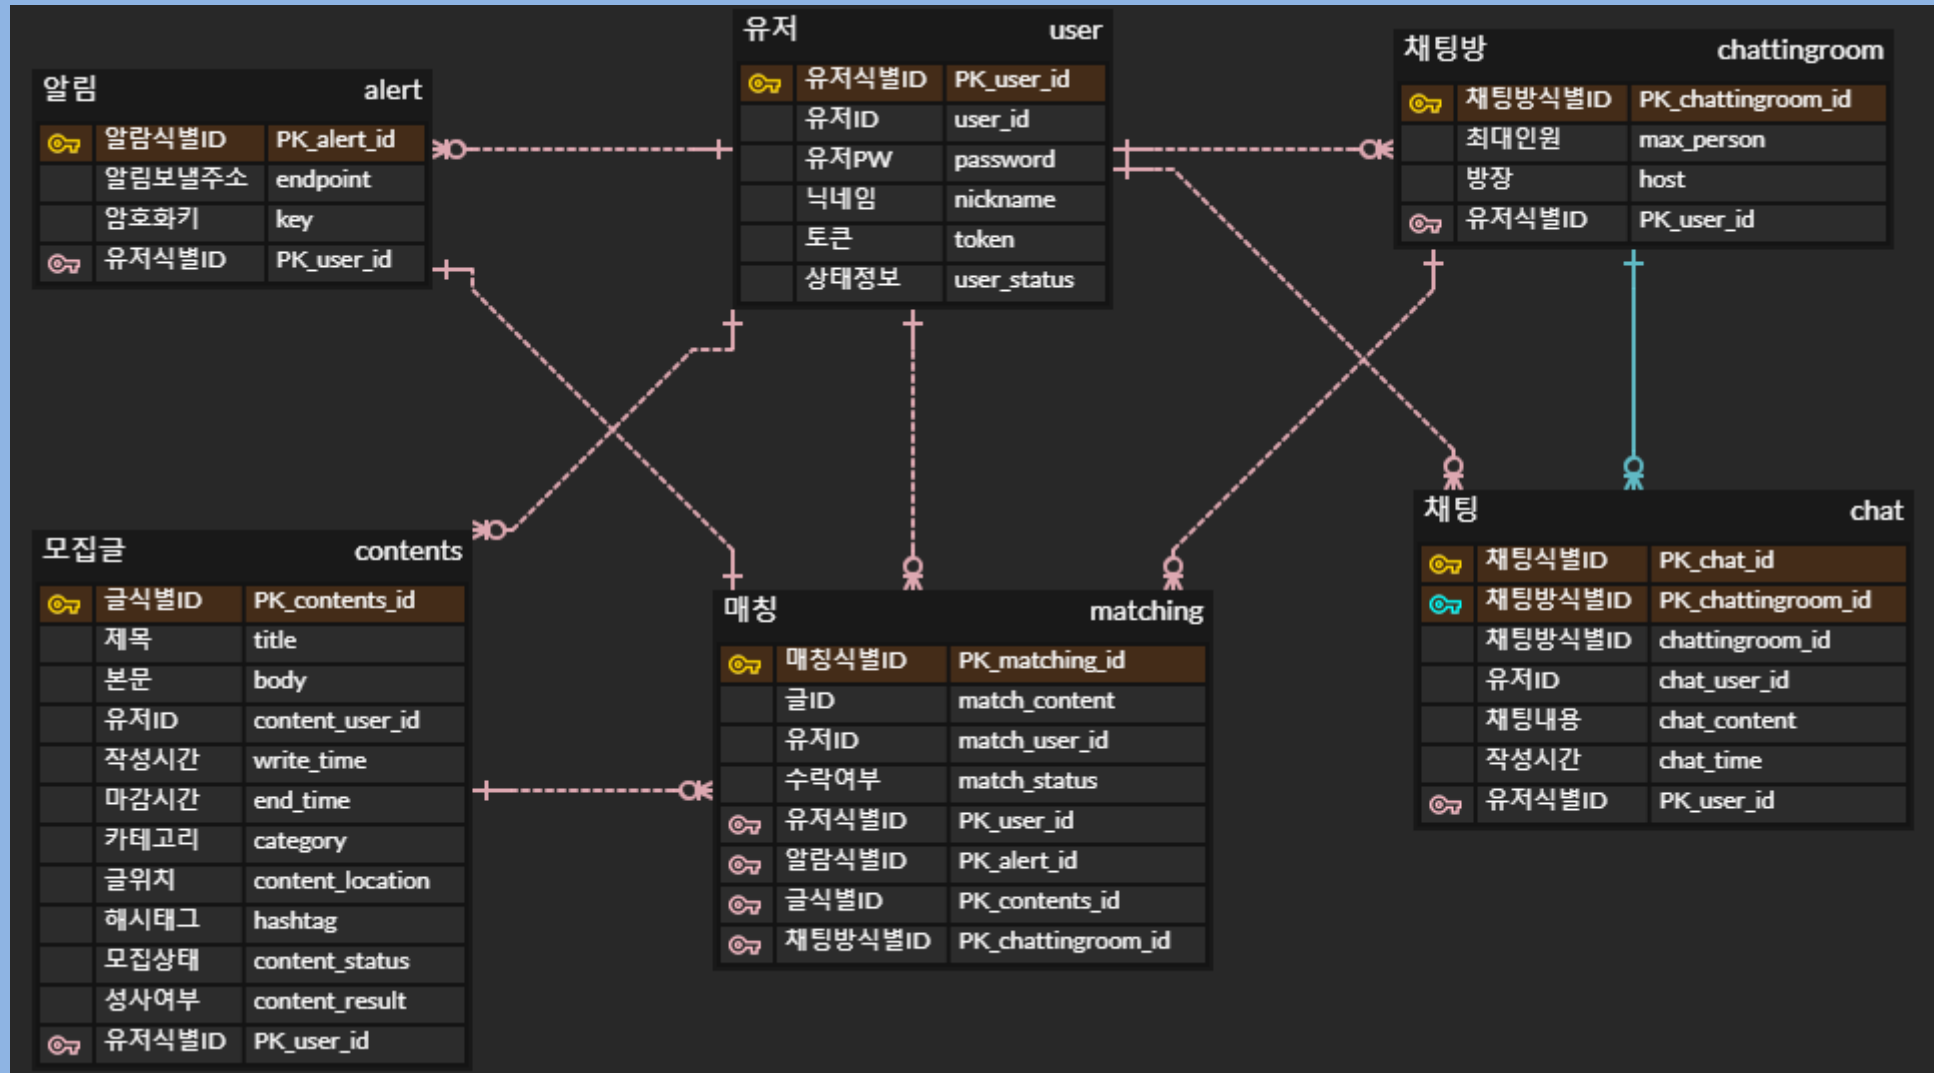 알림 alert
알람식별ID PK_alert_id
알림보낼주소 endpoint
암호화키 key
유저식별ID PK_user_id
유저 user
유저식별ID PK_user_id
유저ID user_id
유저PW password
닉네임 nickname
토큰 token
상태정보 user_status
채팅방 chattingroom
채팅방식별ID PK_chattingroom_id
최대인원 max_person
방장 host
유저식별ID PK_user_id
모집글 contents
글식별ID PK_contents_id
제목 title
본문 body
유저ID content_user_id
작성시간 write_time
마감시간 end_time
카테고리 category
글위치 content_location
해시태그 hashtag
모집상태 content_status
성사여부 content_result
유저식별ID PK_user_id
매칭 matching
매칭식별ID PK_matching_id
글ID match_content
유저ID match_user_id
수락여부 match_status
유저식별ID PK_user_id
알람식별ID PK_alert_id
글식별ID PK_contents_id
채팅방식별ID PK_chattingroom_id
채팅 chat
채팅식별ID PK_chat_id
채팅방식별ID PK_chattingroom_id
채팅방식별ID chattingroom_id
유저ID chat_user_id
채팅내용 chat_content
작성시간 chat_time
유저식별ID PK_user_id